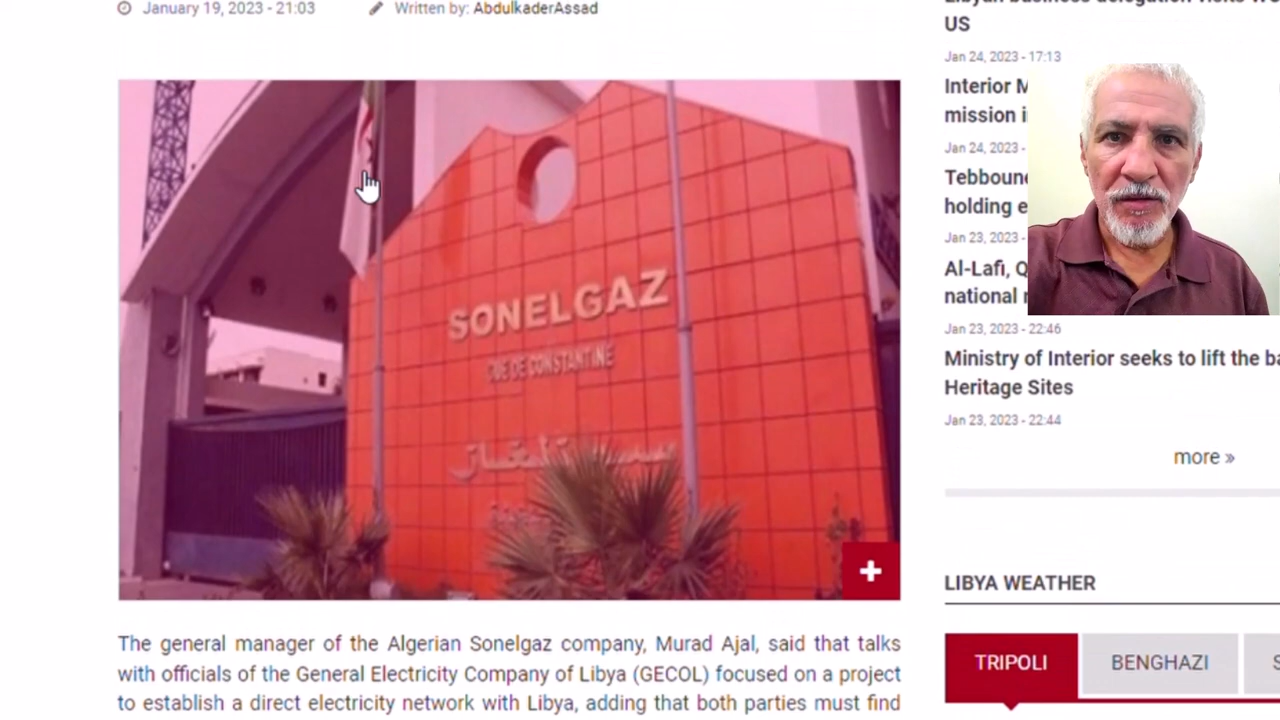 January 19, 2023 - 21:03
Written by: AbdulkaderAssad
SONELGAZ
DE CONSTANTINE
The general manager of the Algerian Sonelgaz company, Murad Ajal, said that talks
with officials of the General Electricity Company of Libya (GECOL) focused on a project
to establish a direct electricity network with Libya, adding that both parties must find
US
Jan 24, 2023 - 17:13
Interior M
mission i
Jan 24, 2023 -
Tebboune
holding e
Jan 23, 2023 -
Al-Lafi, Q
national
Jan 23, 2023 - 22:46
Ministry of Interior seeks to lift the ba
Heritage Sites
Jan 23, 2023 - 22:44
more »
LIBYA WEATHER
TRIPOLI
BENGHAZI
S